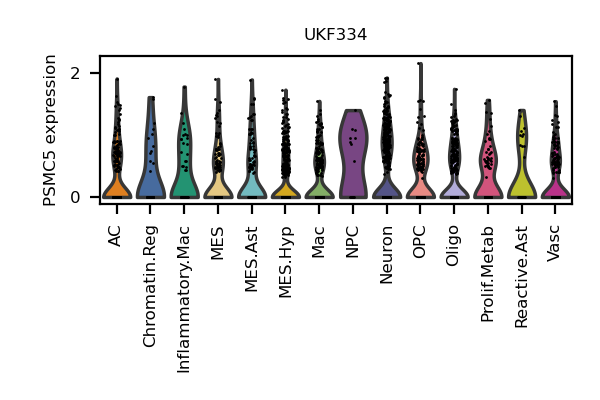 UKF334
PSMC5 expression
2
0
AC
Chromatin.Reg
Inflammatory.Mac
MES
MES.Ast
MES.Hyp
Mac
NPC
Neuron
OPC
Oligo
Prolif.Metab
Reactive.Ast
Vasc